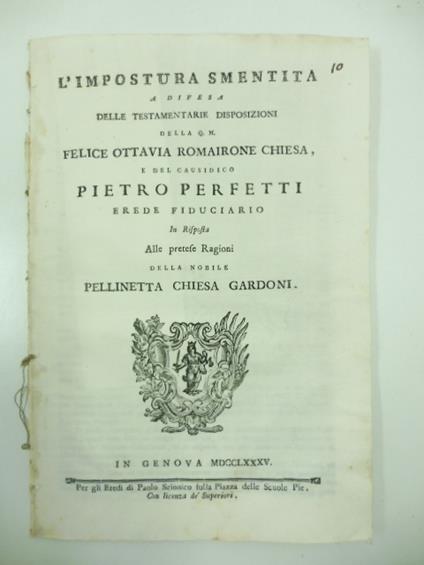 10
L'IMPOSTURA SMENTITA
A DIFESA
DELLE TESTAMENTARIE DISPOSIZIONI
DELLA Q. M.
FELICE OTTAVIA ROMAIRONE CHIESA,
E DEL CAUSIDICO
PIETRO PERFETTI
EREDE FIDUCIARIO
In Risposta
Alle pretese Ragioni
DELLA NOBILE
PELLINETTA CHIESA GARDONI.
IN GENOVA MDCCLXXXV.
Per gli Eredi di Paolo Scionico sulla Piazza delle Scuole Pie.
Con licenza de' Superiori.